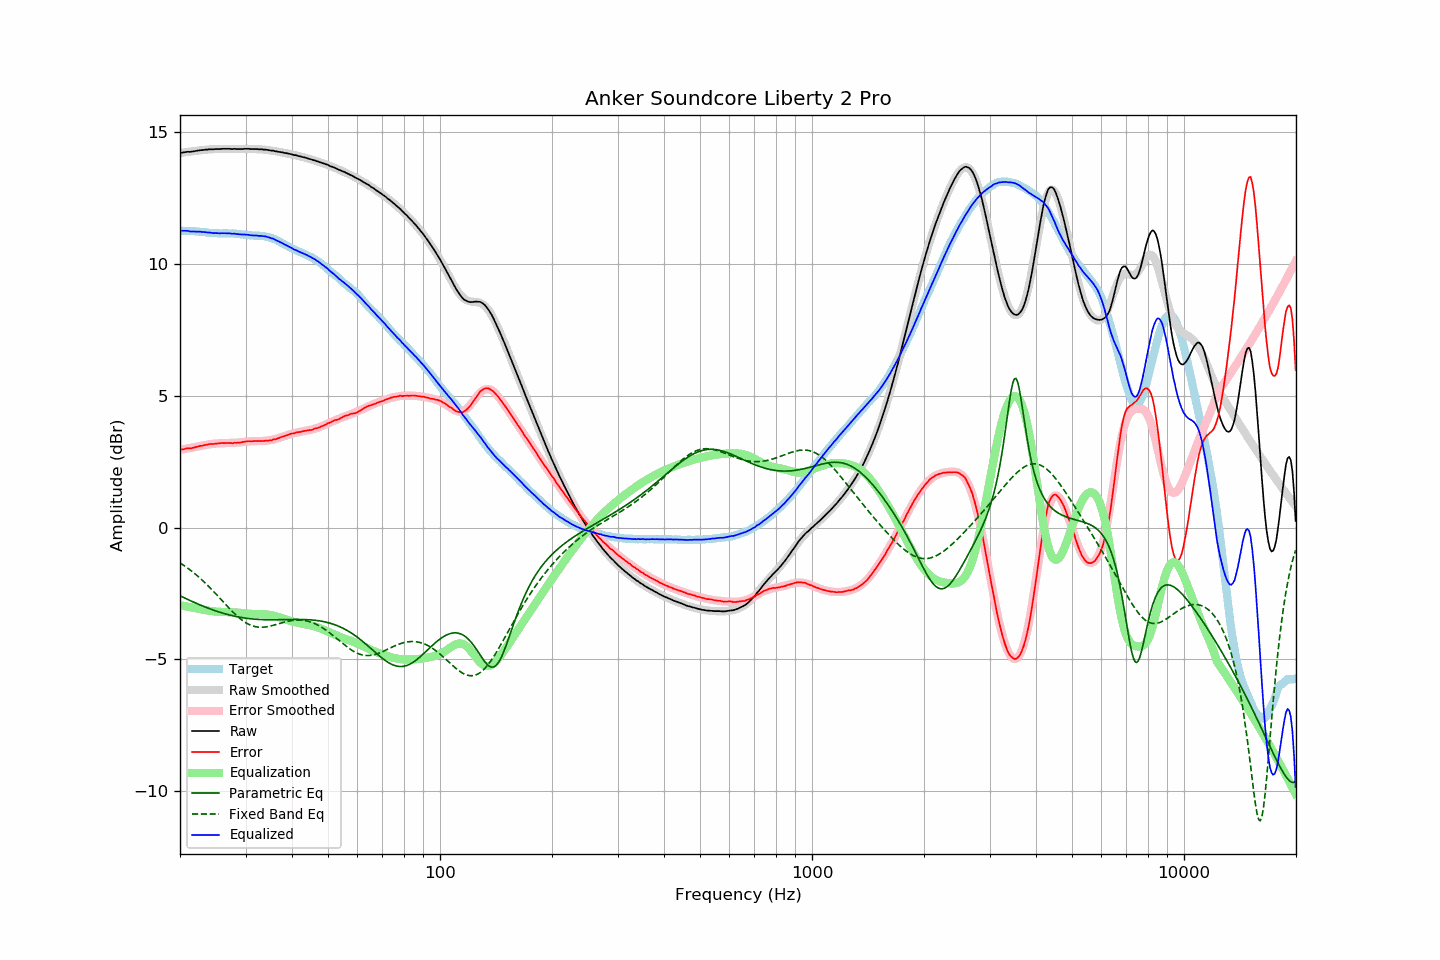 Anker Soundcore Liberty 2 Pro
15
10
5
0
−5
−10
Amplitude (dBr)
Target
Raw Smoothed
Error Smoothed
Raw
Error
Equalization
Parametric Eq
Fixed Band Eq
Equalized
100
1000
10000
Frequency (Hz)